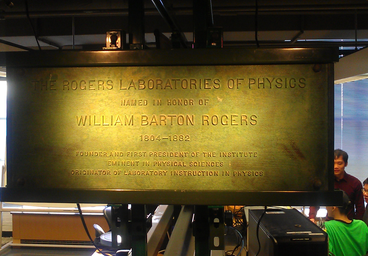 THE ROGERS LABORATORIES OF PHYSICS
NAMED IN HONOR OF
WILLIAM BARTON ROGERS
1804-1882
FOUNDER AND FIRST PRESIDENT OF THE INSTITUTE
EMINENT IN PHYSICAL SCIENCES
ORIGINATOR OF LABORATORY INSTRUCTION IN PHYSICS